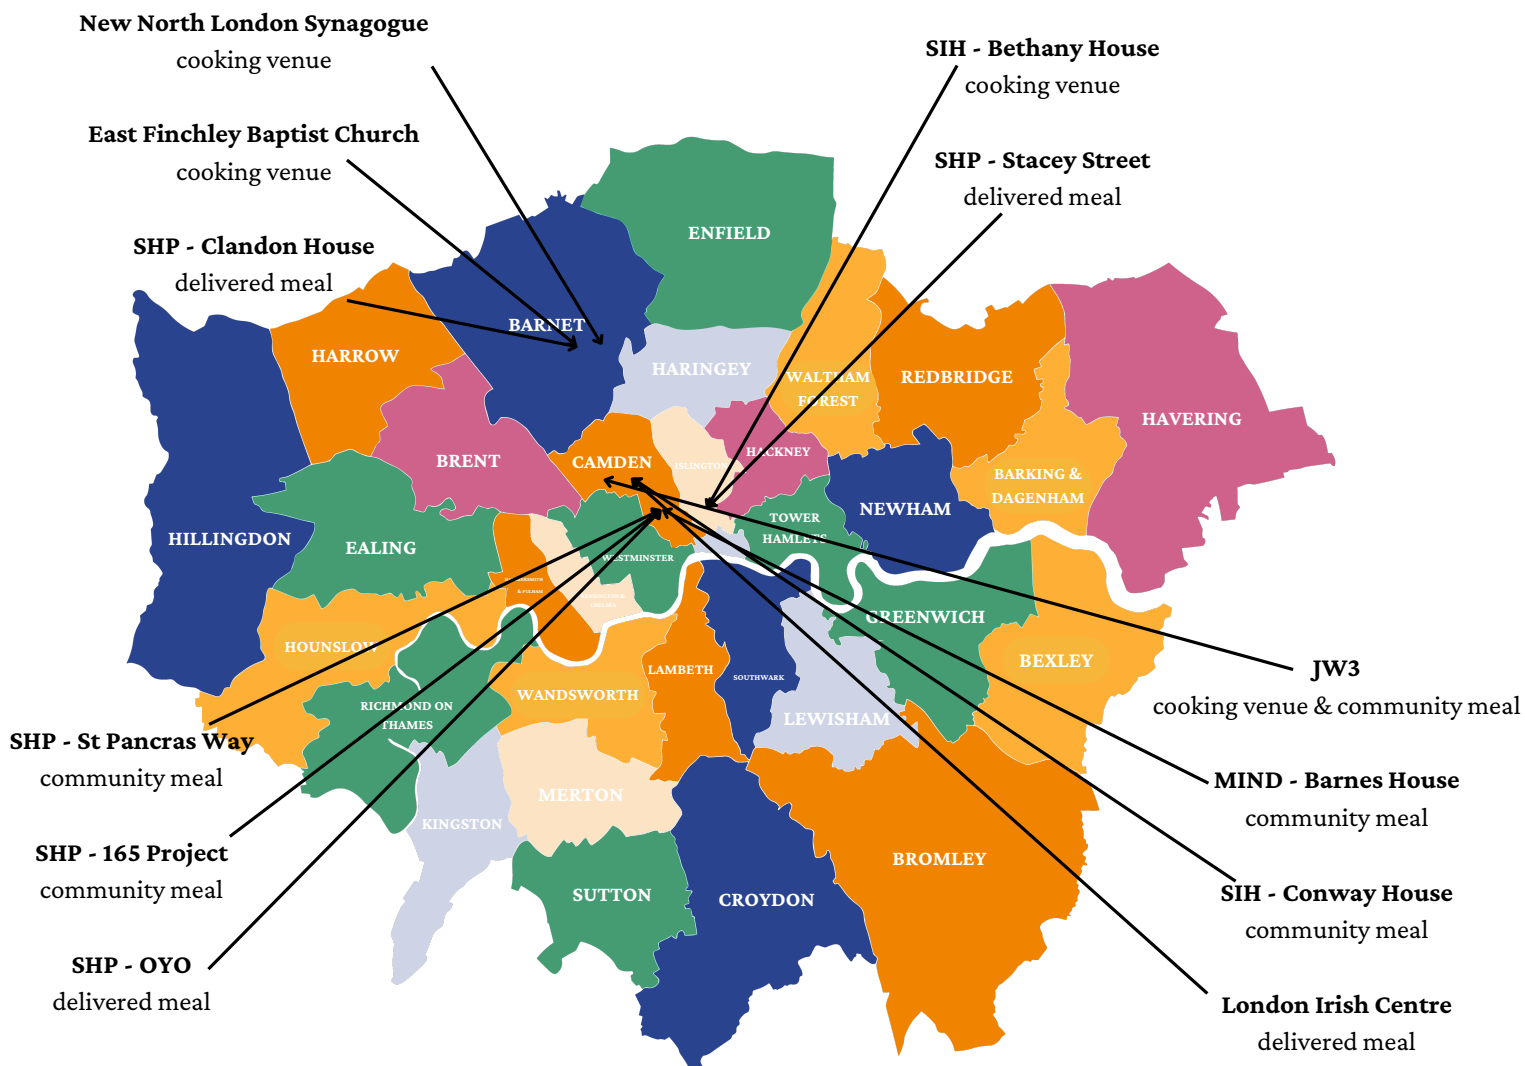 New North London Synagogue
cooking venue
SIH - Bethany House
cooking venue
East Finchley Baptist Church
cooking venue
SHP - Stacey Street
delivered meal
SHP - Clandon House
delivered meal
ENFIELD
BARNET
HARROW
HARINGEY
WALTHAM
FOREST
REDBRIDGE
HAVERING
BRENT
CAMDEN
ISLINGTON
HACKNEY
BARKING &
DAGENHAM
HILLINGDON
EALING
NEWHAM
TOWER
HAMLETS
WESTMINSTER
HAMMERSMITH
& FULHAM
KENSINGTON &
CHELSEA
GREENWICH
HOUNSLOW
BEXLEY
LAMBETH
SOUTHWARK
WANDSWORTH
RICHMOND ON
THAMES
LEWISHAM
JW3
cooking venue & community meal
SHP - St Pancras Way
community meal
MERTON
KINGSTON
MIND - Barnes House
community meal
SHP - 165 Project
community meal
BROMLEY
SUTTON
CROYDON
SIH - Conway House
community meal
SHP - OYO
delivered meal
London Irish Centre
delivered meal